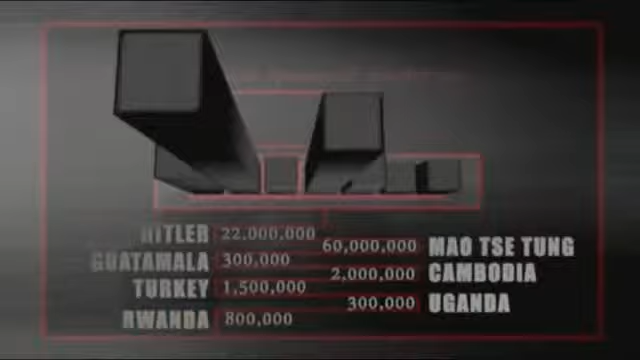 HITLER 22,000,000
60,000,000 MAO TSE TUNG
GUATAMALA 300,000
2,000,000 CAMBODIA
TURKEY 1,500,000
300,000 UGANDA
RWANDA 800,000